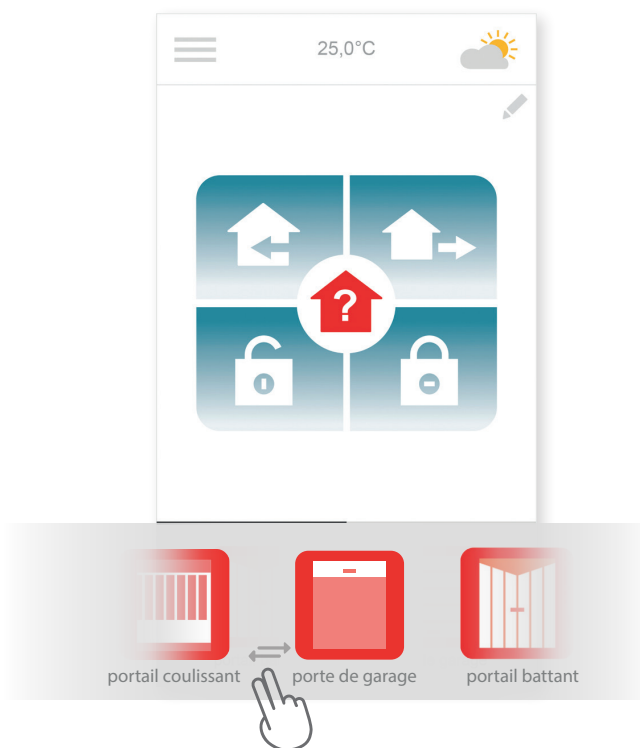 25,0°C
?
portail coulissant
porte de garage
portail battant